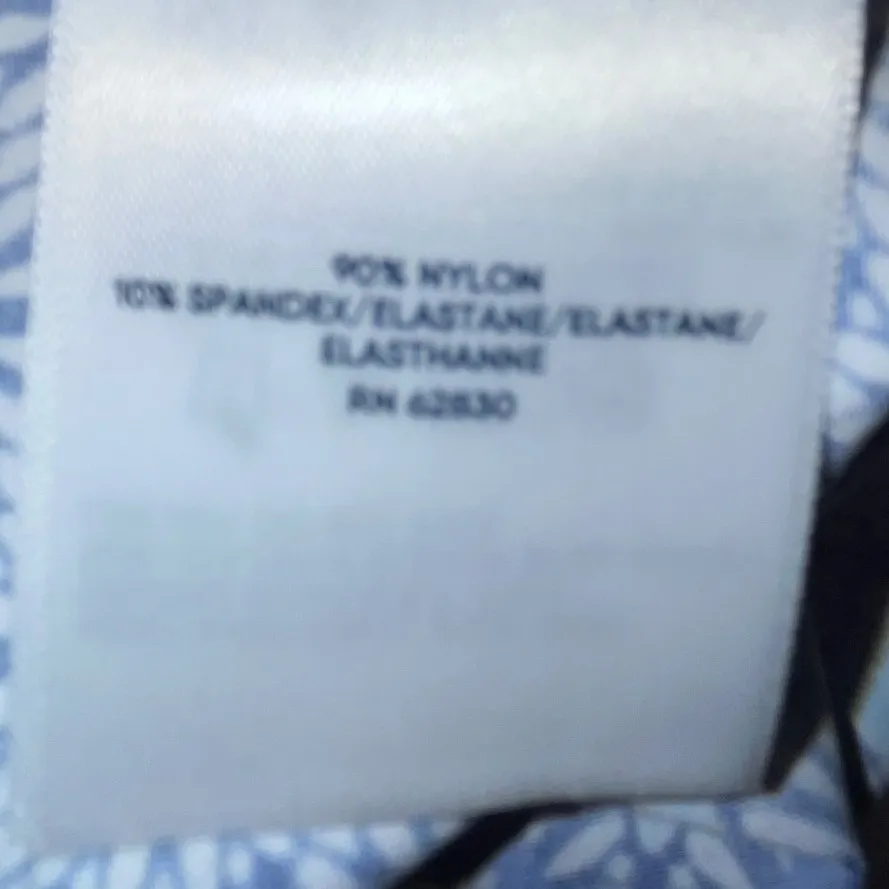 90% NYLON
10% SPANDEX/ELASTANE/ELASTANE/
ELASTHANNE
RN 62830